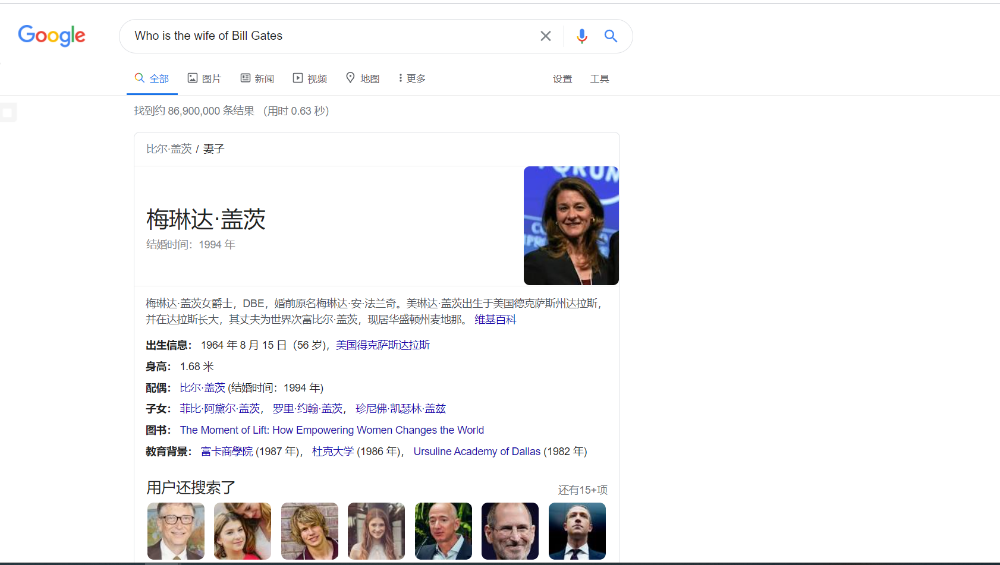 Google
Who is the wife of Bill Gates
全部 图片 新闻 视频 地图 更多 设置 工具
找到约 86,900,000 条结果 （用时 0.63 秒）
比尔·盖茨 / 妻子
梅琳达·盖茨
结婚时间：1994 年
梅琳达·盖茨女爵士，DBE，婚前原名梅琳达·安·法兰奇。美琳达·盖茨出生于美国德克萨斯州达拉斯，
并在达拉斯长大，其丈夫为世界次富比尔·盖茨，现居华盛顿州麦地那。 维基百科
出生信息： 1964 年 8 月 15 日（56 岁），美国得克萨斯达拉斯
身高： 1.68 米
配偶： 比尔·盖茨 (结婚时间：1994 年)
子女： 菲比·阿黛尔·盖茨， 罗里·约翰·盖茨， 珍尼佛·凯瑟林·盖兹
图书： The Moment of Lift: How Empowering Women Changes the World
教育背景： 富卡商學院 (1987 年)， 杜克大学 (1986 年)， Ursuline Academy of Dallas (1982 年)
用户还搜索了
还有15+项